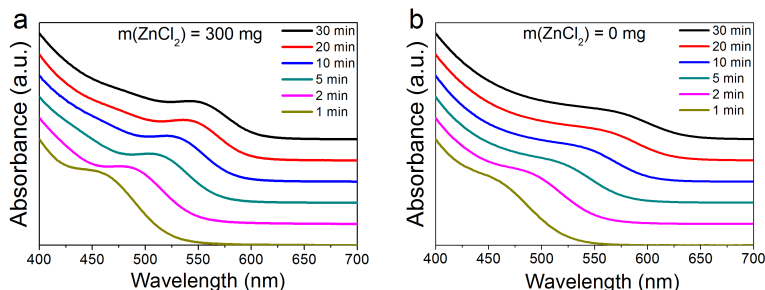 a
m(ZnCl₂) = 300 mg
30 min
20 min
10 min
5 min
2 min
1 min
Absorbance (a.u.)
400 450 500 550 600 650 700
Wavelength (nm)
b
m(ZnCl₂) = 0 mg
30 min
20 min
10 min
5 min
2 min
1 min
Absorbance (a.u.)
400 450 500 550 600 650 700
Wavelength (nm)